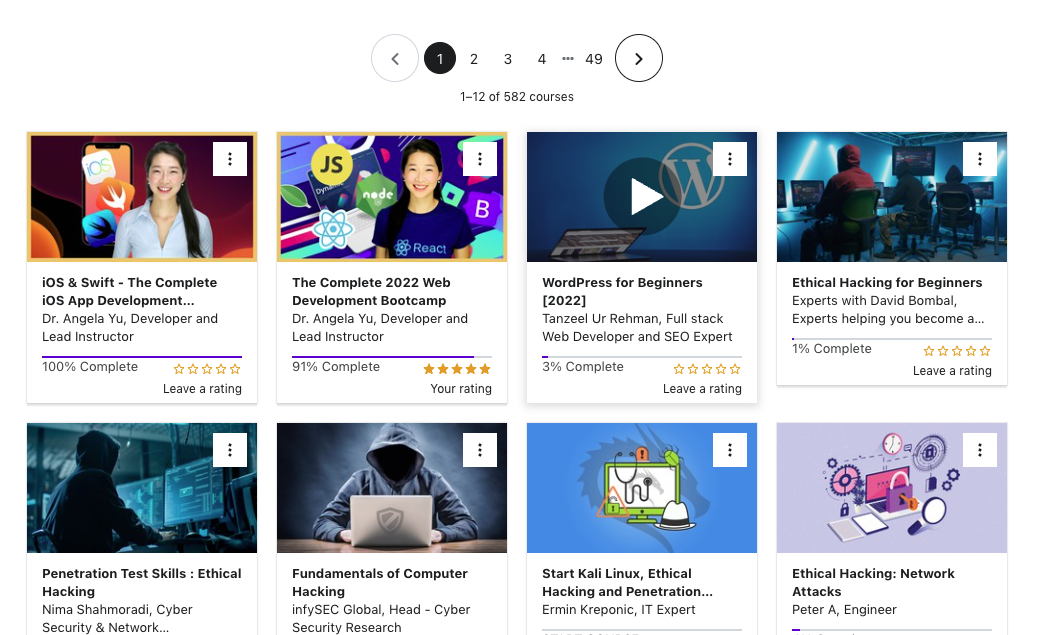 1 2 3 4 ••• 49
1–12 of 582 courses
iOS
JS
Dynamic
node
B
React
iOS & Swift - The Complete
iOS App Development...
Dr. Angela Yu, Developer and
Lead Instructor
100% Complete
Leave a rating
The Complete 2022 Web
Development Bootcamp
Dr. Angela Yu, Developer and
Lead Instructor
91% Complete
Your rating
WordPress for Beginners
[2022]
Tanzeel Ur Rehman, Full stack
Web Developer and SEO Expert
3% Complete
Leave a rating
Ethical Hacking for Beginners
Experts with David Bombal,
Experts helping you become a...
1% Complete
Leave a rating
Penetration Test Skills : Ethical
Hacking
Nima Shahmoradi, Cyber
Security & Network...
Fundamentals of Computer
Hacking
infySEC Global, Head - Cyber
Security Research
Start Kali Linux, Ethical
Hacking and Penetration...
Ermin Kreponic, IT Expert
Ethical Hacking: Network
Attacks
Peter A, Engineer